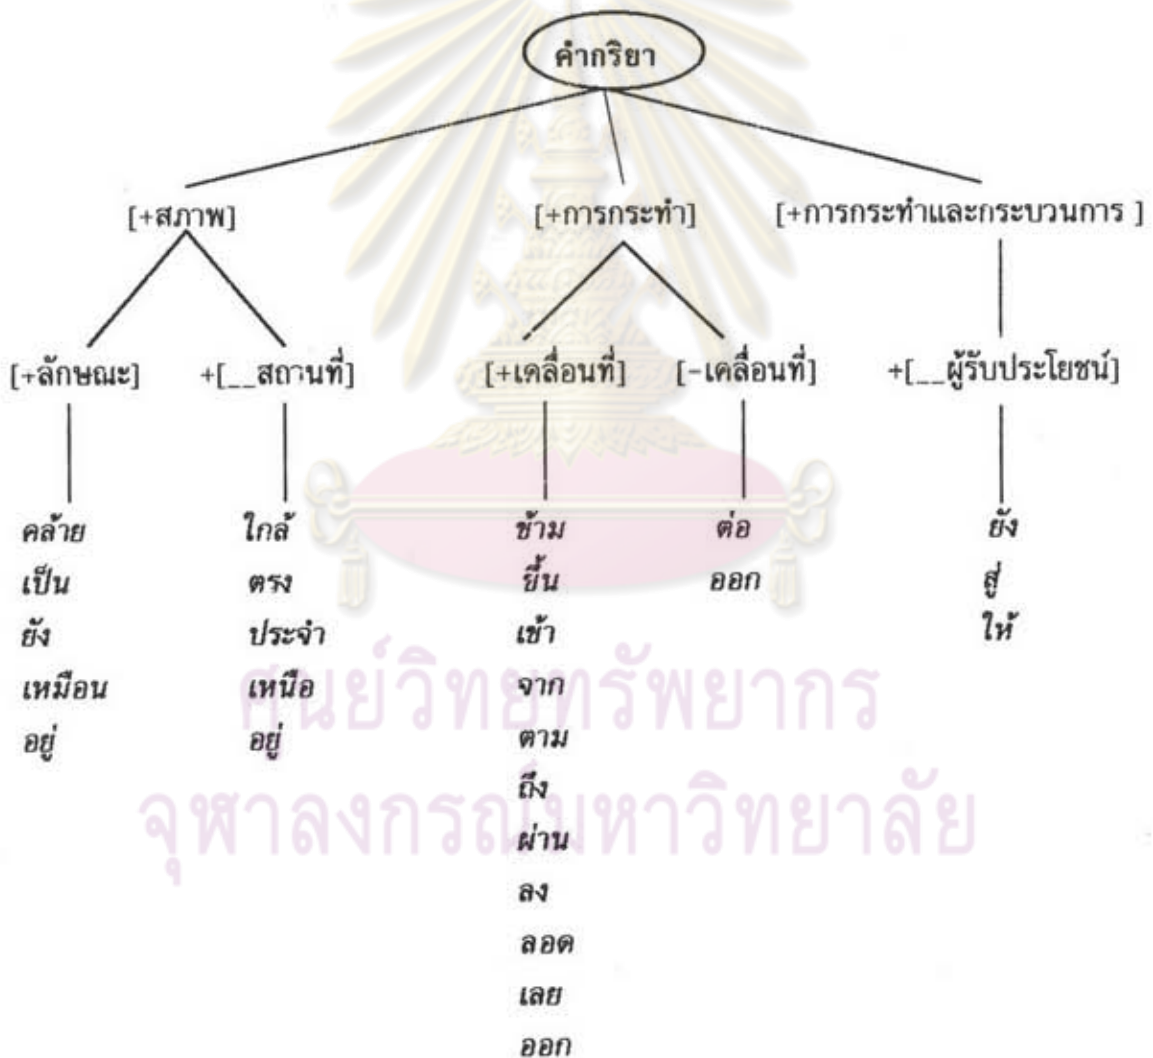 คำกริยา
[+สภาพ] [+การกระทำ] [+การกระทำและกระบวนการ ]
[+ลักษณะ] +[__สถานที่] [+เคลื่อนที่] [-เคลื่อนที่] +[__ผู้รับประโยชน์]
คล้าย ใกล้ ข้าม ต่อ ยัง
เป็น ตรง ขึ้น ออก สู่
ยัง ประจำ เข้า ให้
เหมือน เหนือ จาก
อยู่ อยู่ ตาม
ถึง
ผ่าน
ลง
ลอด
เลย
ออก
ศูนย์วิทยทรัพยากร
จุฬาลงกรณ์มหาวิทยาลัย